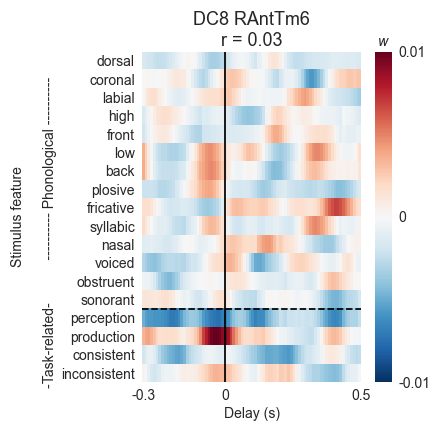 DC8 RAntTm6
r = 0.03
w
dorsal
coronal
labial
high
front
low
back
plosive
fricative
syllabic
nasal
voiced
obstruent
sonorant
perception
production
consistent
inconsistent
Stimulus feature
-Task-related- ------- Phonological -----------
0.01
0
-0.01
-0.3 0 0.5
Delay (s)